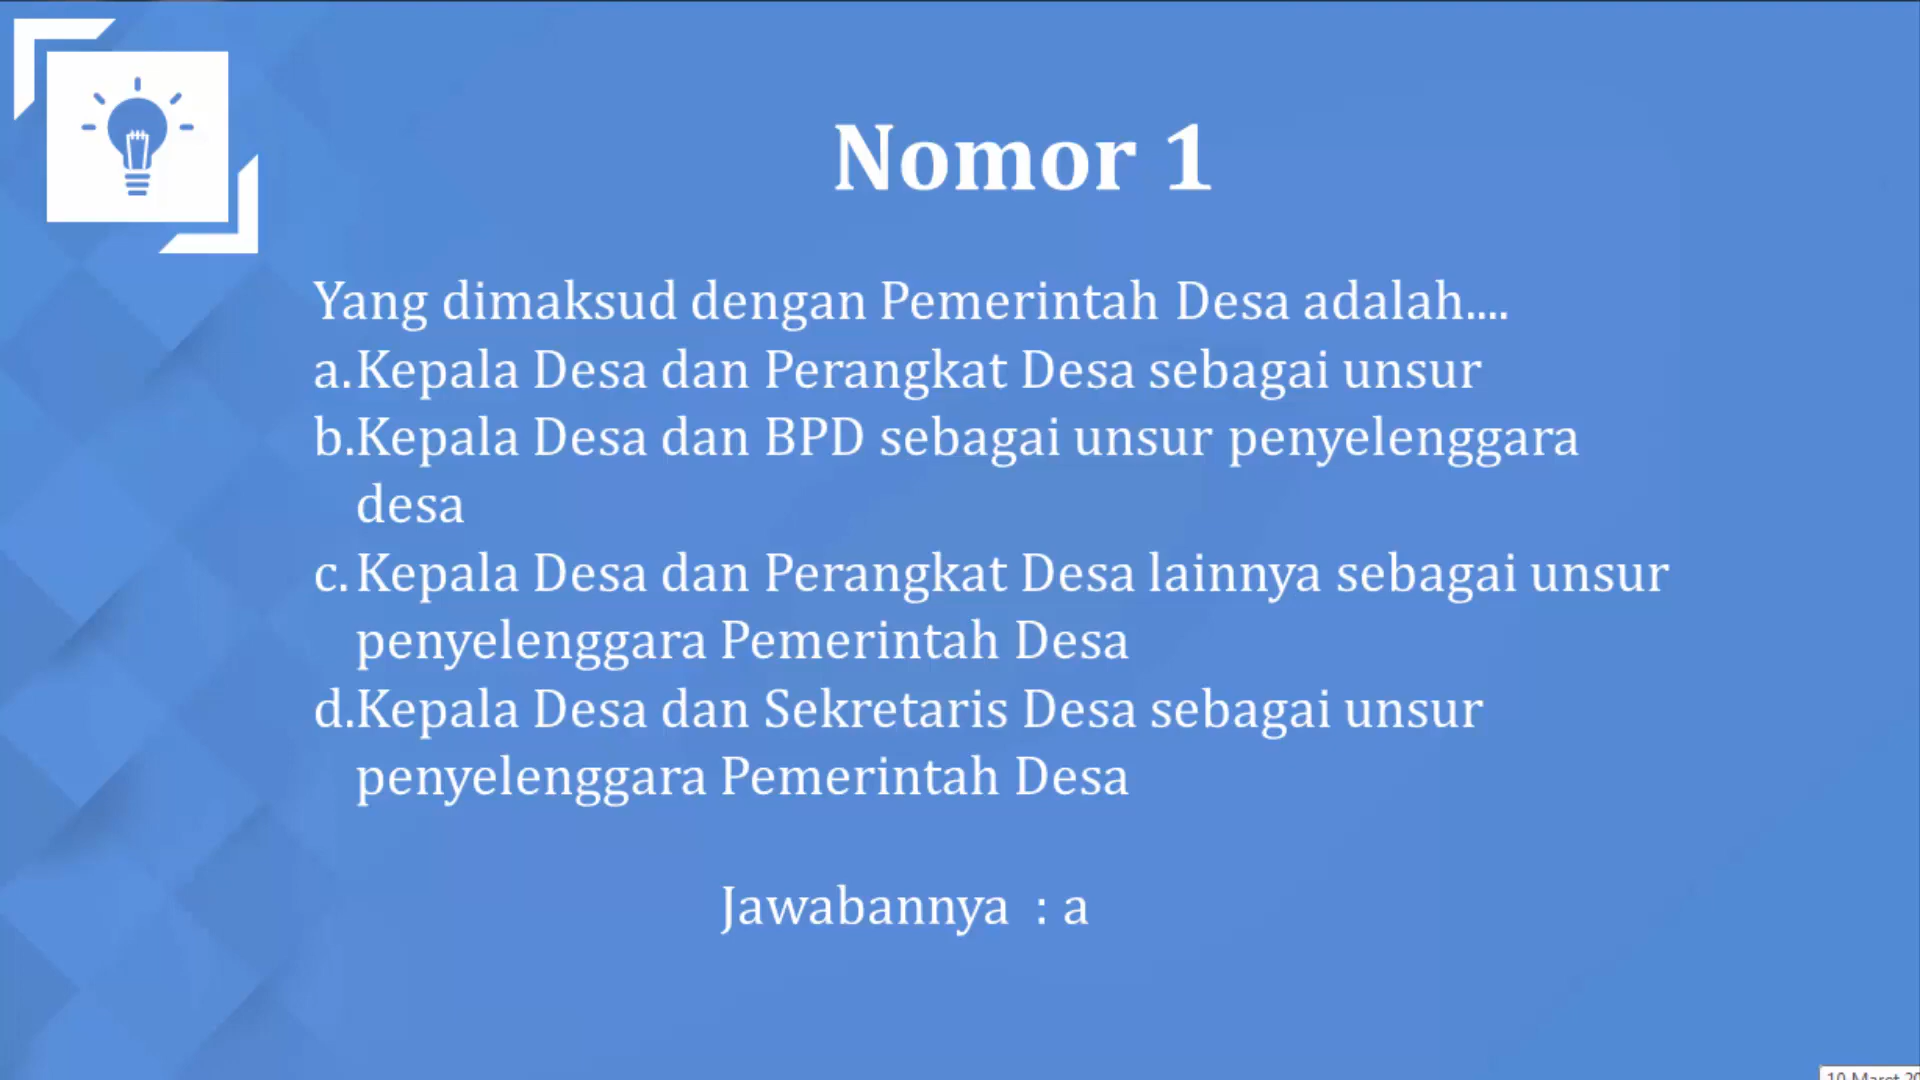 Nomor 1
Yang dimaksud dengan Pemerintah Desa adalah....
a.Kepala Desa dan Perangkat Desa sebagai unsur
b.Kepala Desa dan BPD sebagai unsur penyelenggara
desa
c. Kepala Desa dan Perangkat Desa lainnya sebagai unsur
penyelenggara Pemerintah Desa
d.Kepala Desa dan Sekretaris Desa sebagai unsur
penyelenggara Pemerintah Desa
Jawabannya : a
10 Maret